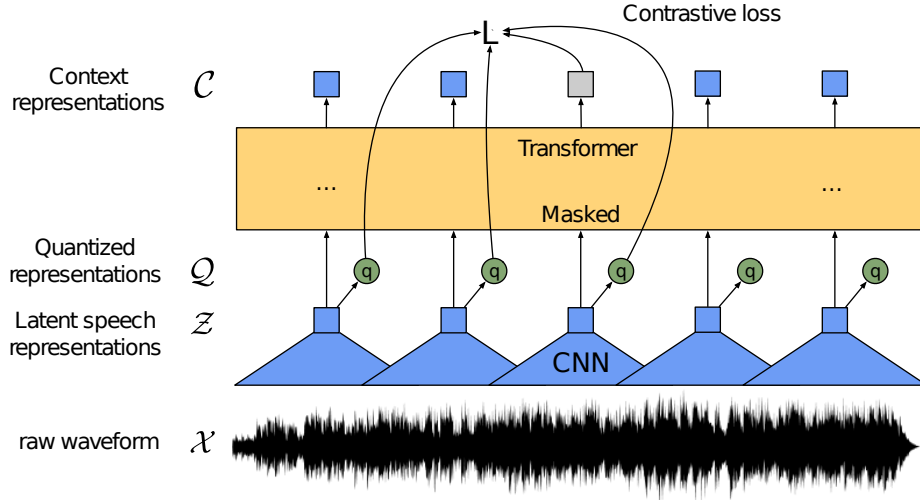 Contrastive loss
L
Context
representations
C
Transformer
... ...
Masked
Quantized
representations
Q
q q q q q
Latent speech
representations
Z
CNN
raw waveform
X